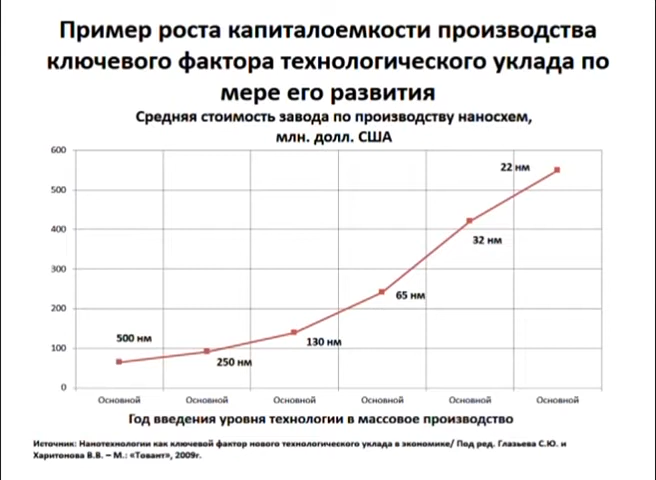 Пример роста капиталоемкости производства
ключевого фактора технологического уклада по
мере его развития
Средняя стоимость завода по производству наносхем,
млн. долл. США
600
500
400
300
200
100
0
500 нм
250 нм
130 нм
65 нм
32 нм
22 нм
Основной Основной Основной Основной Основной Основной
Год введения уровня технологии в массовое производство
Источник: Нанотехнологии как ключевой фактор нового технологического уклада в экономике/ Под ред. Глазьева С.Ю. и
Харитонова В.В. – М.: «Товант», 2009г.